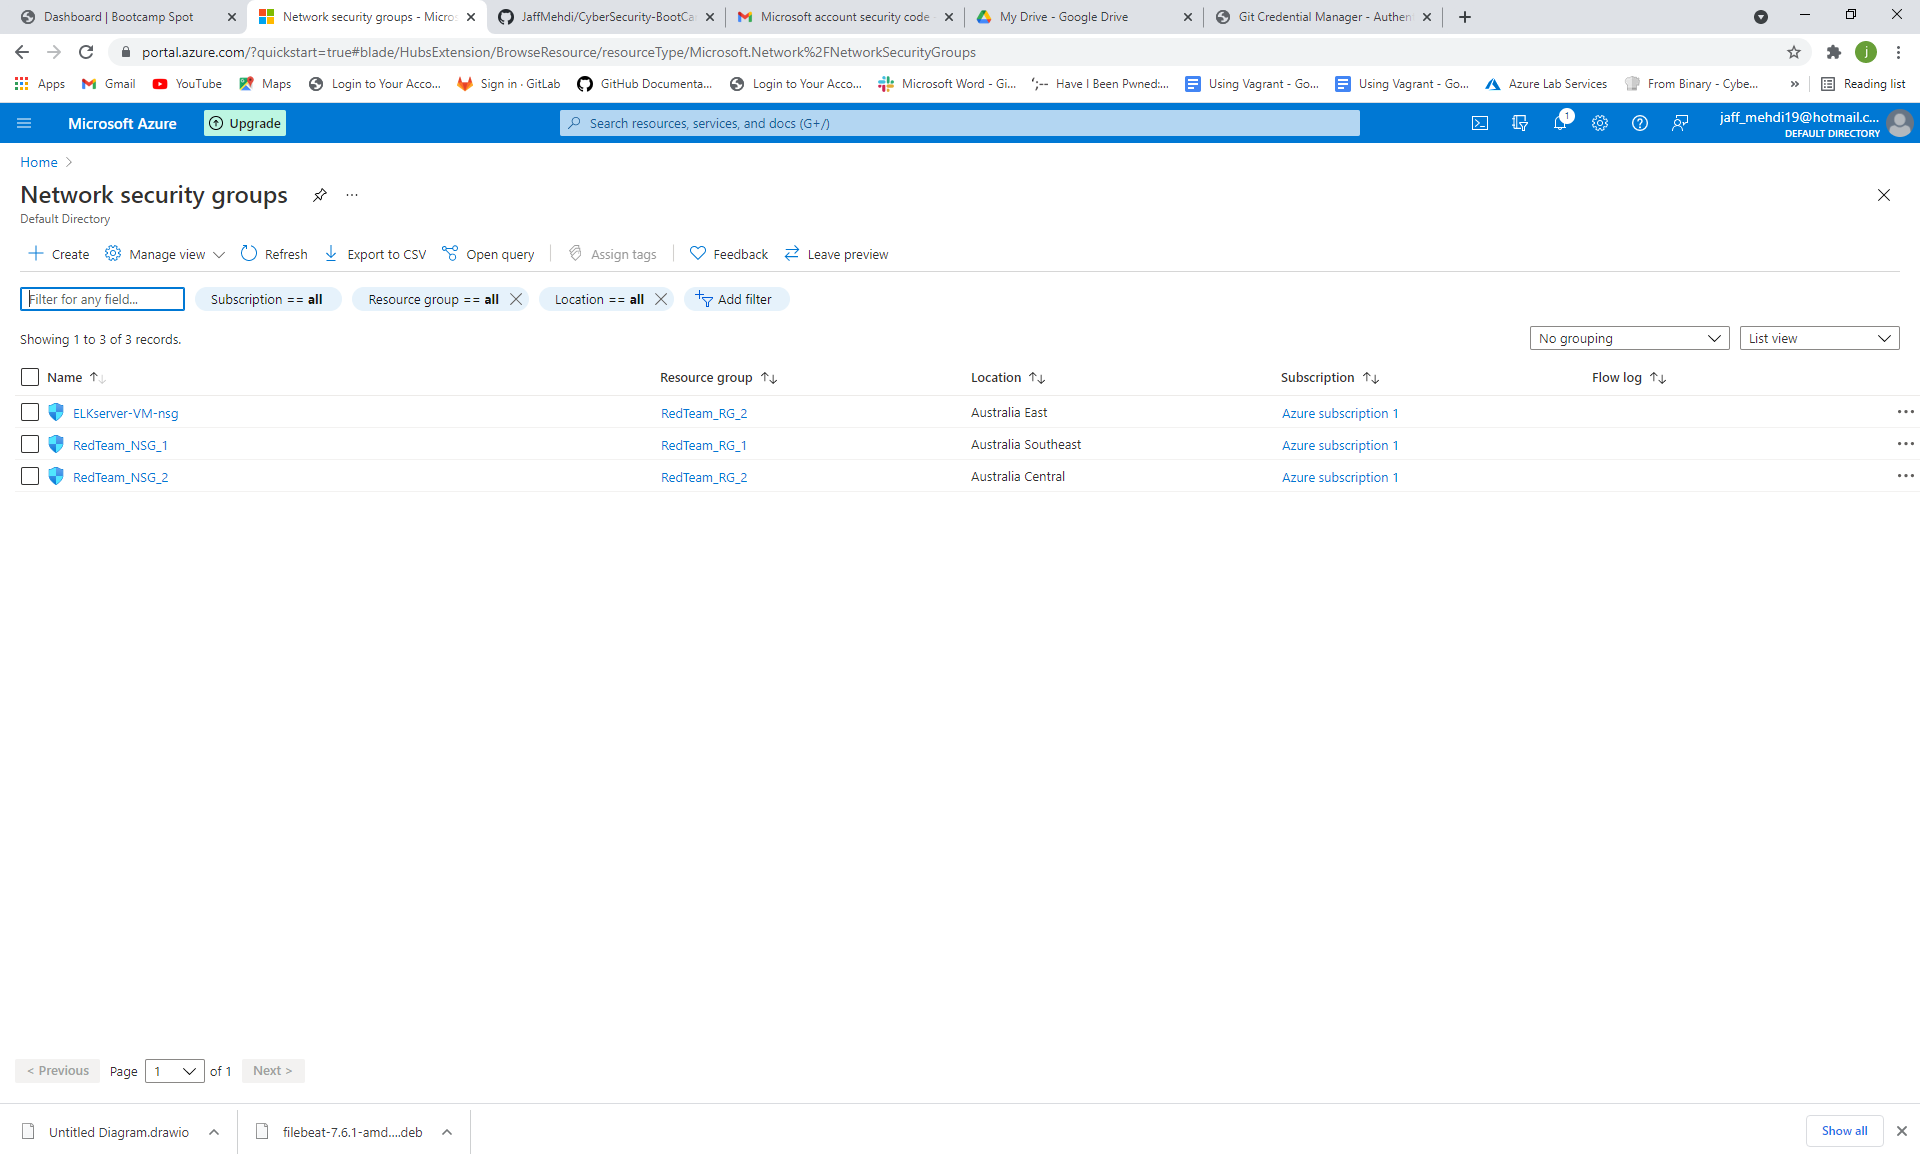 Dashboard | Bootcamp Spot
Network security groups - Micros
JaffMehdi/CyberSecurity-BootCa
Microsoft account security code
My Drive - Google Drive
Git Credential Manager - Authen
portal.azure.com/?quickstart=true#blade/HubsExtension/BrowseResource/resourceType/Microsoft.Network%2FNetworkSecurityGroups
j
Apps
Gmail
YouTube
Maps
Login to Your Acco...
Sign in · GitLab
GitHub Documenta...
Login to Your Acco...
Microsoft Word - Gi...
Have I Been Pwned:...
Using Vagrant - Go...
Using Vagrant - Go...
Azure Lab Services
From Binary - Cybe...
»
Reading list
Microsoft Azure
Upgrade
Search resources, services, and docs (G+/)
1
jaff_mehdi19@hotmail.c...
DEFAULT DIRECTORY
Home >
Network security groups
...
Default Directory
Create
Manage view
Refresh
Export to CSV
Open query
Assign tags
Feedback
Leave preview
Filter for any field...
Subscription == all
Resource group == all
Location == all
Add filter
Showing 1 to 3 of 3 records.
No grouping
List view
Name
Resource group
Location
Subscription
Flow log
ELKserver-VM-nsg
RedTeam_RG_2
Australia East
Azure subscription 1
RedTeam_NSG_1
RedTeam_RG_1
Australia Southeast
Azure subscription 1
RedTeam_NSG_2
RedTeam_RG_2
Australia Central
Azure subscription 1
< Previous
Page
1
of 1
Next >
Untitled Diagram.drawio
filebeat-7.6.1-amd....deb
Show all